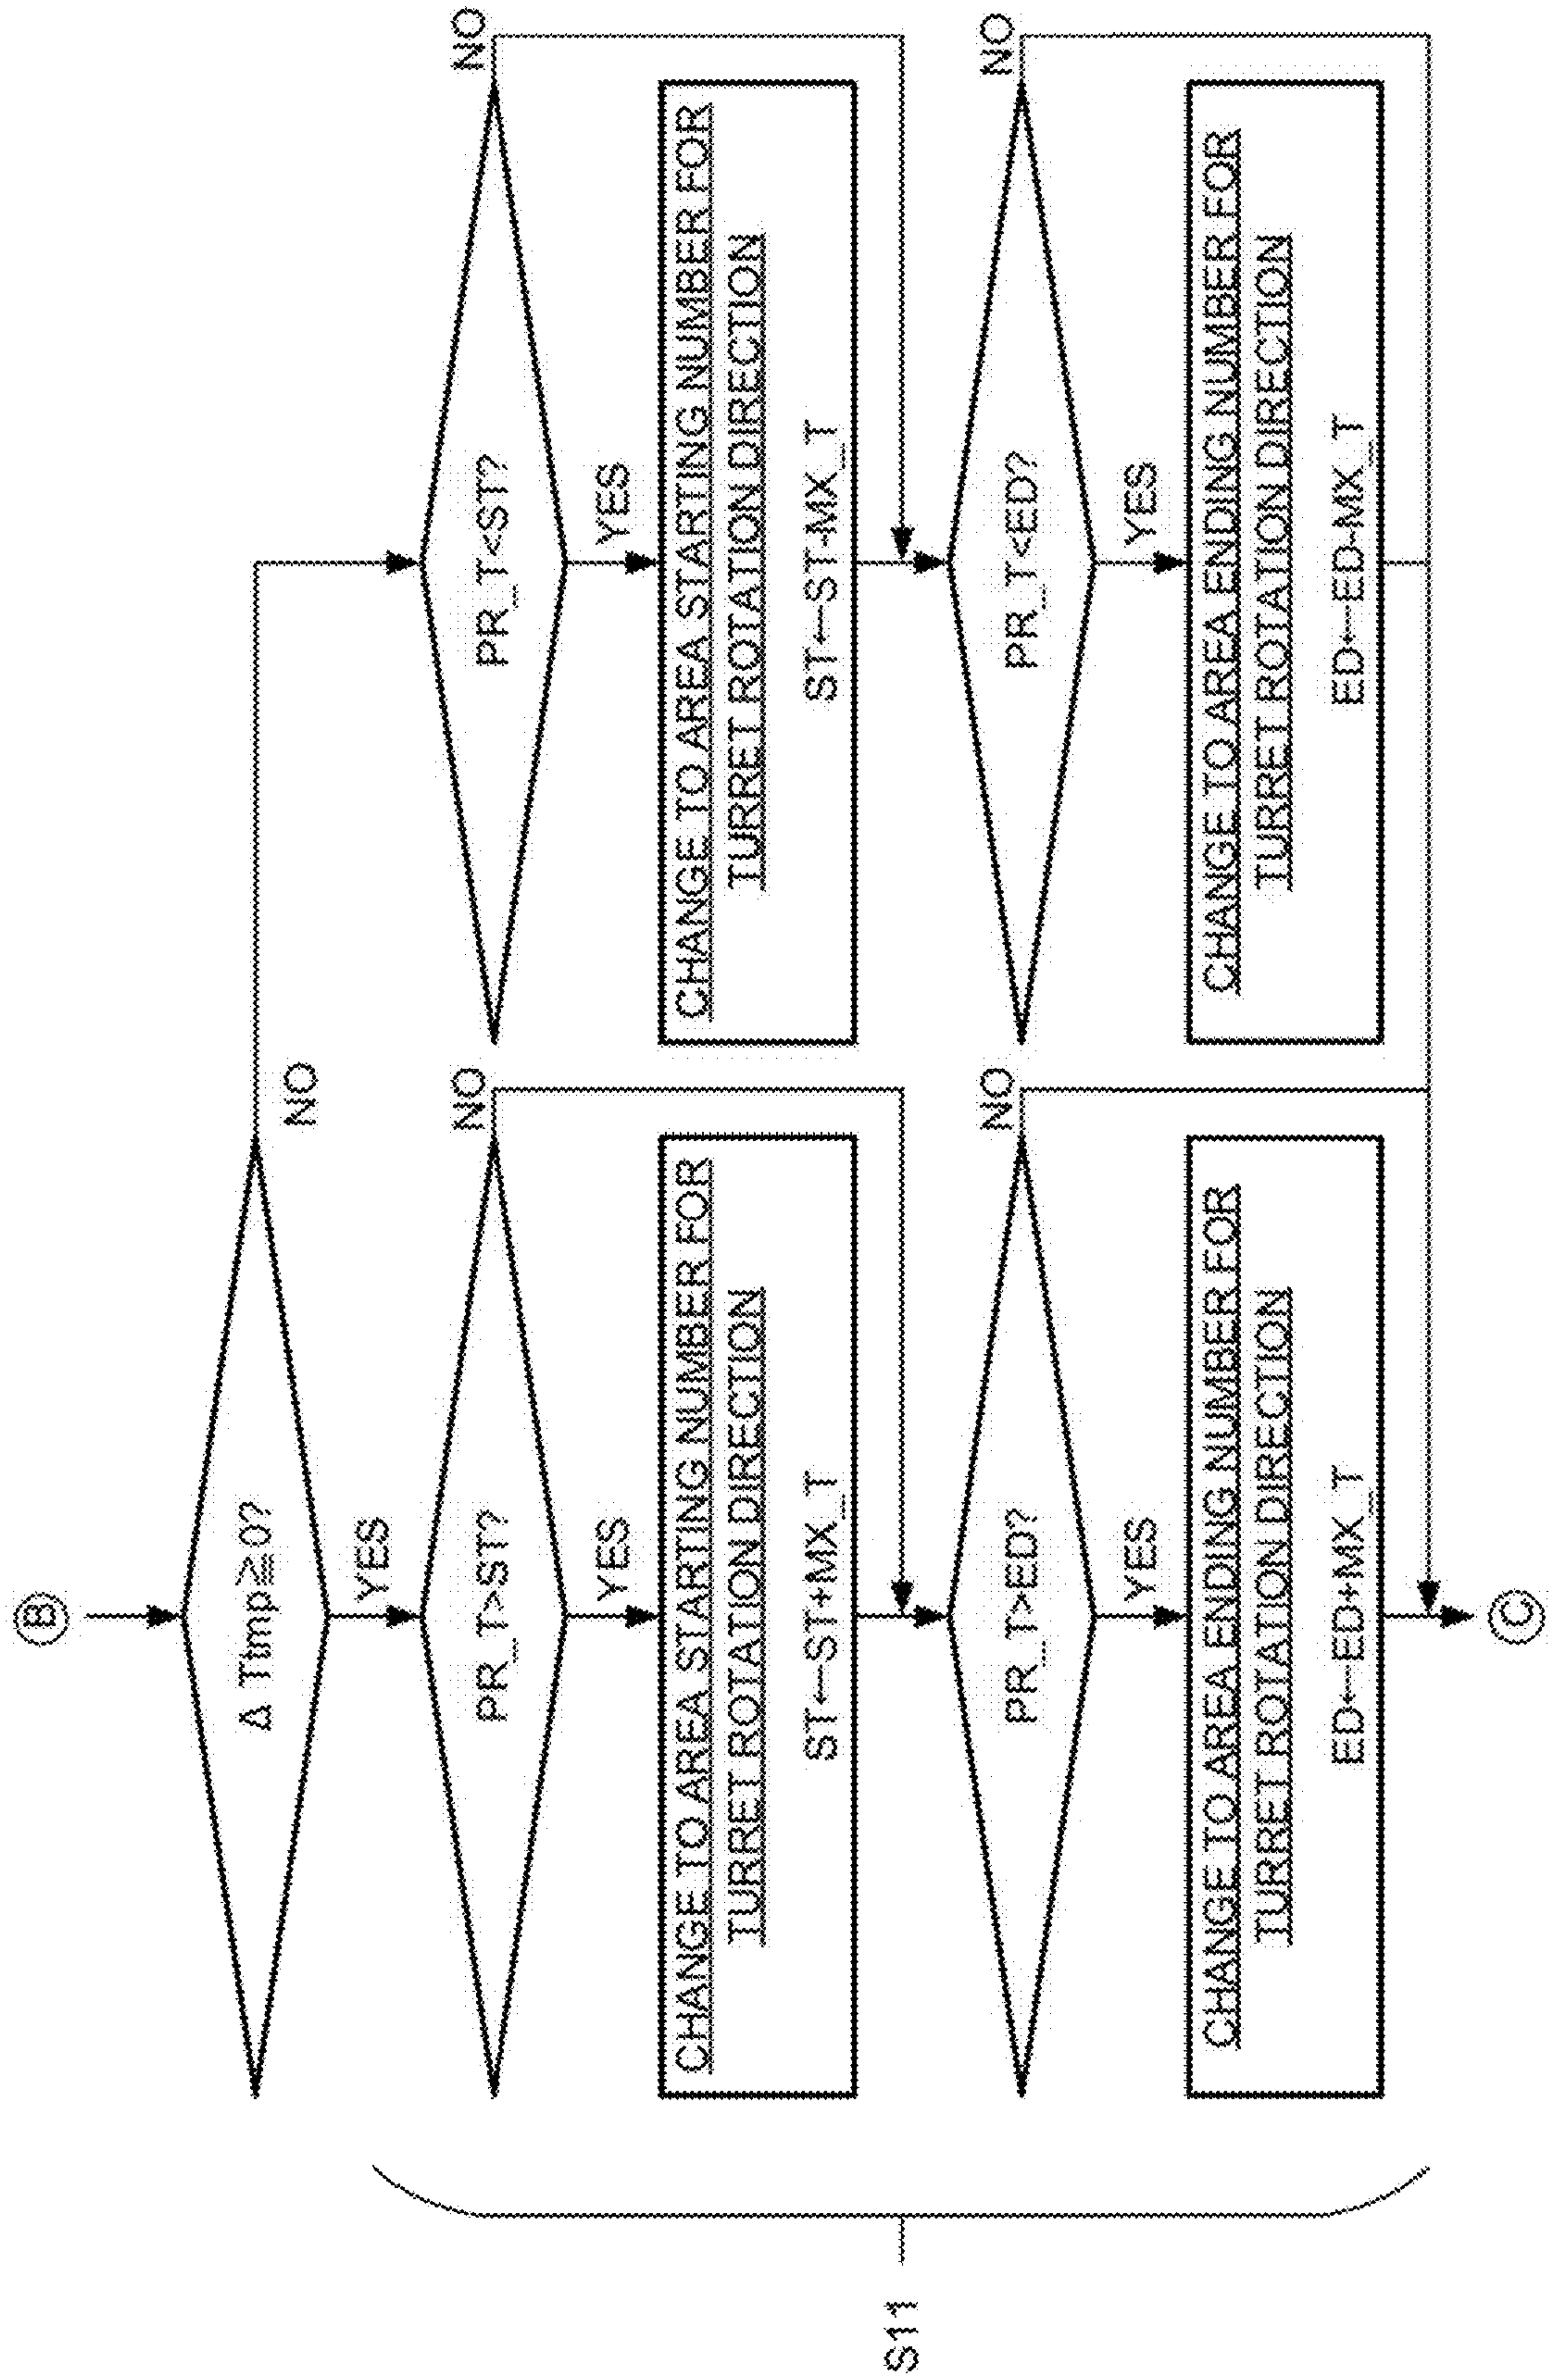 B
Δ Tmp≧0?
NO
YES
PR_T>ST?
NO
YES
CHANGE TO AREA STARTING NUMBER FOR
TURRET ROTATION DIRECTION
ST←ST+MX_T
PR_T>ED?
NO
YES
CHANGE TO AREA ENDING NUMBER FOR
TURRET ROTATION DIRECTION
ED←ED+MX_T
C
PR_T<ST?
NO
YES
CHANGE TO AREA STARTING NUMBER FOR
TURRET ROTATION DIRECTION
ST←ST-MX_T
PR_T<ED?
NO
YES
CHANGE TO AREA ENDING NUMBER FOR
TURRET ROTATION DIRECTION
ED←ED-MX_T
S11